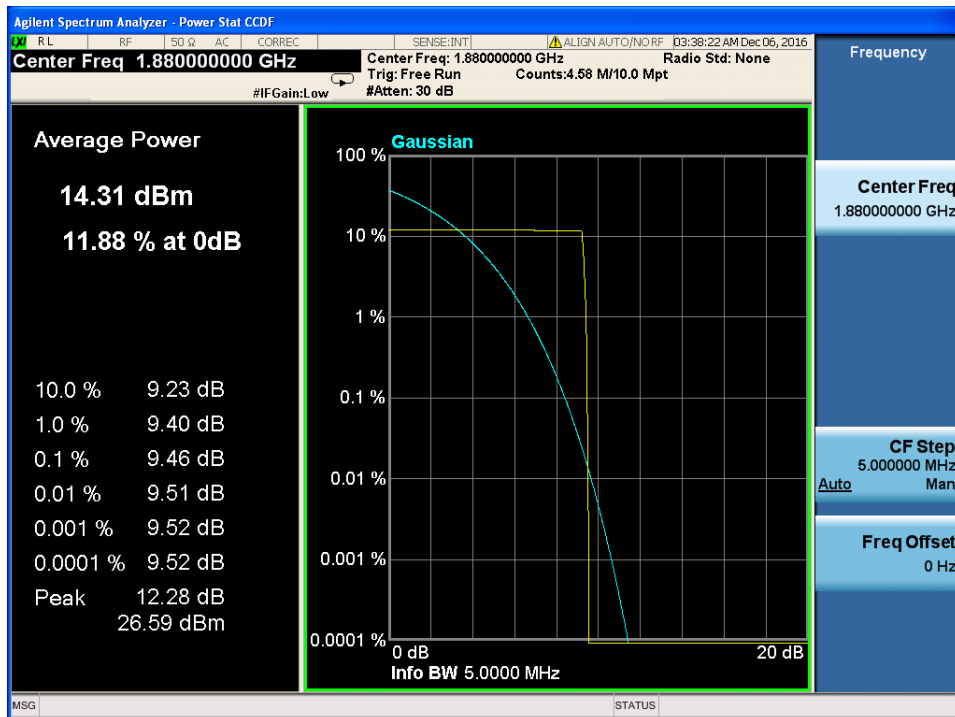 Agilent Spectrum Analyzer - Power Stat CCDF
LXI RL RF 50 Ω AC CORREC SENSE:INT ALIGN AUTO/NO RF 03:38:22 AM Dec 06, 2016
Center Freq 1.880000000 GHz
#IFGain:Low
Center Freq: 1.880000000 GHz Radio Std: None
Trig: Free Run Counts:4.58 M/10.0 Mpt
#Atten: 30 dB
Average Power
14.31 dBm
11.88 % at 0dB
10.0 % 9.23 dB
1.0 % 9.40 dB
0.1 % 9.46 dB
0.01 % 9.51 dB
0.001 % 9.52 dB
0.0001 % 9.52 dB
Peak 12.28 dB
26.59 dBm
Gaussian
100 %
10 %
1 %
0.1 %
0.01 %
0.001 %
0.0001 %
0 dB 20 dB
Info BW 5.0000 MHz
Frequency
Center Freq
1.880000000 GHz
CF Step
5.000000 MHz
Auto Man
Freq Offset
0 Hz
MSG STATUS